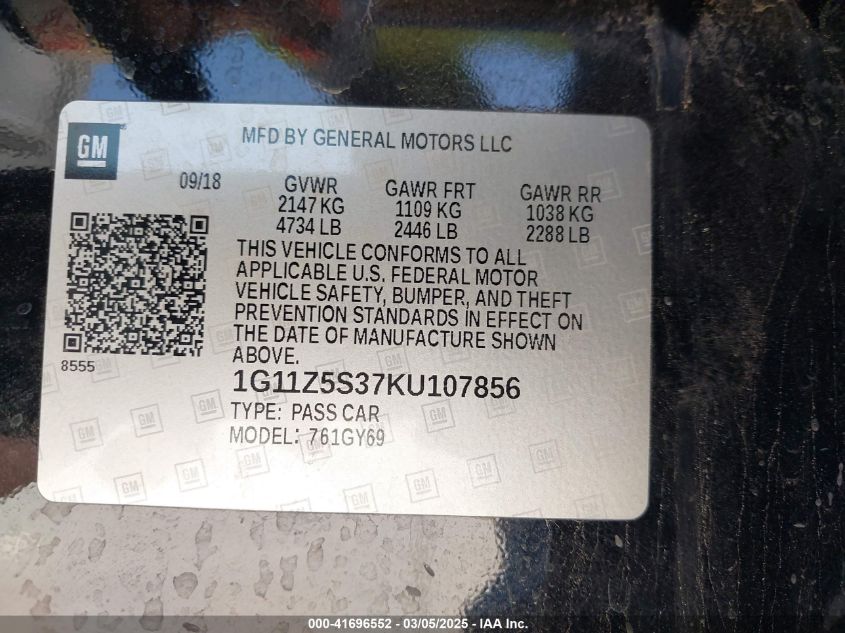 GM
MFD BY GENERAL MOTORS LLC
09/18
GVWR
2147 KG
4734 LB
GAWR FRT
1109 KG
2446 LB
GAWR RR
1038 KG
2288 LB
THIS VEHICLE CONFORMS TO ALL
APPLICABLE U.S. FEDERAL MOTOR
VEHICLE SAFETY, BUMPER, AND THEFT
PREVENTION STANDARDS IN EFFECT ON
THE DATE OF MANUFACTURE SHOWN
ABOVE.
8555
1G11Z5S37KU107856
TYPE: PASS CAR
MODEL: 761GY69
000-41696552 — 03/05/2025 — IAA Inc.